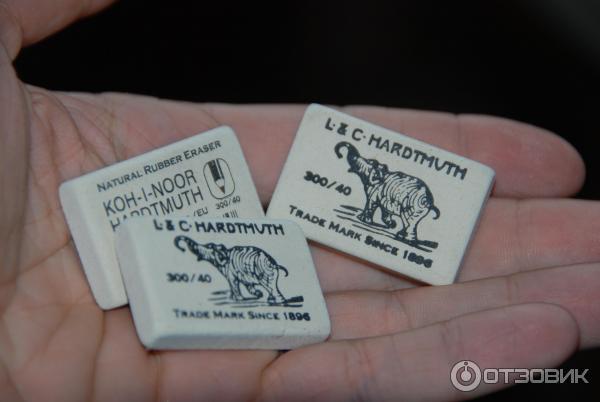 NATURAL RUBBER ERASER
KOH-I-NOOR
HARDTMUTH
/EU
300/40
L·& C·HARDTMUTH
300/40
TRADE MARK SINCE 1896
L·& C·HARDTMUTH
300/40
TRADE MARK SINCE 1896
ОТЗОВИК